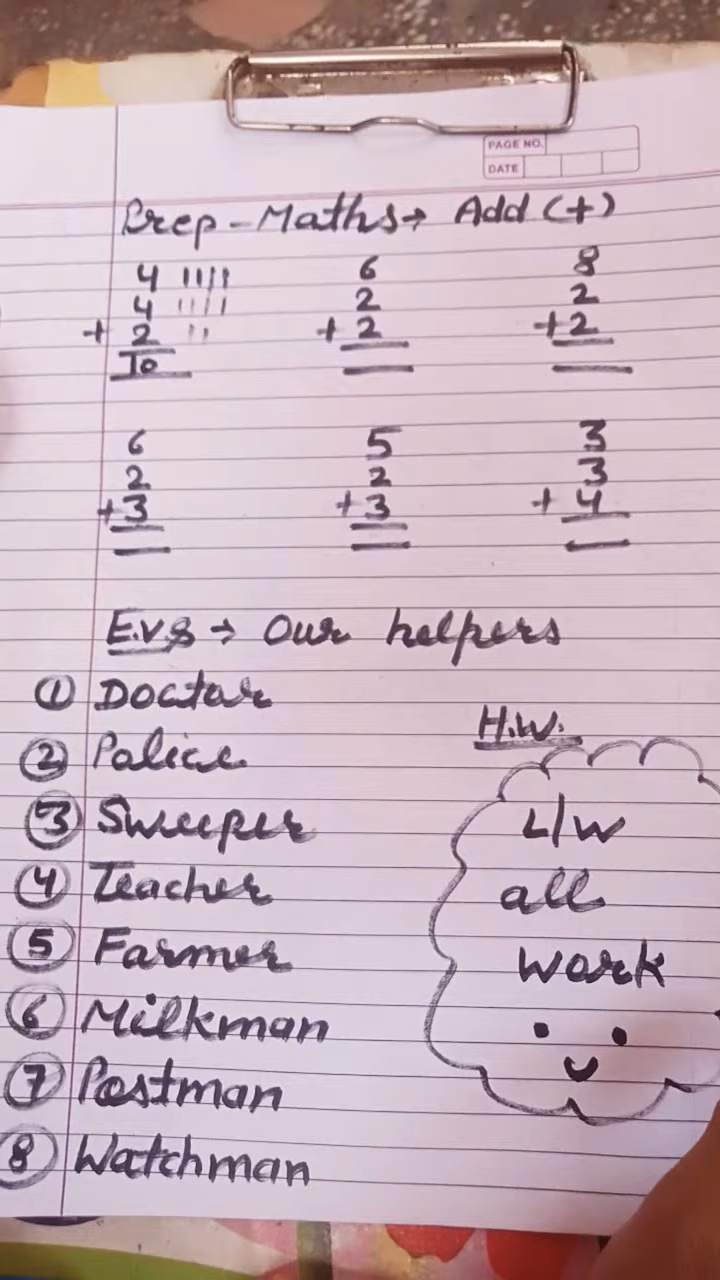 PAGE NO.
DATE
Prep - Maths → Add (+)
4 6 8
4 2 2
+ 2 + 2 + 2
10
6 5 3
2 2 3
+ 3 + 3 + 4
E.V.S → Our helpers
① Doctor
② Police
③ Sweeper
④ Teacher
⑤ Farmer
⑥ Milkman
⑦ Postman
⑧ Watchman
H.W.
L/W
all
work